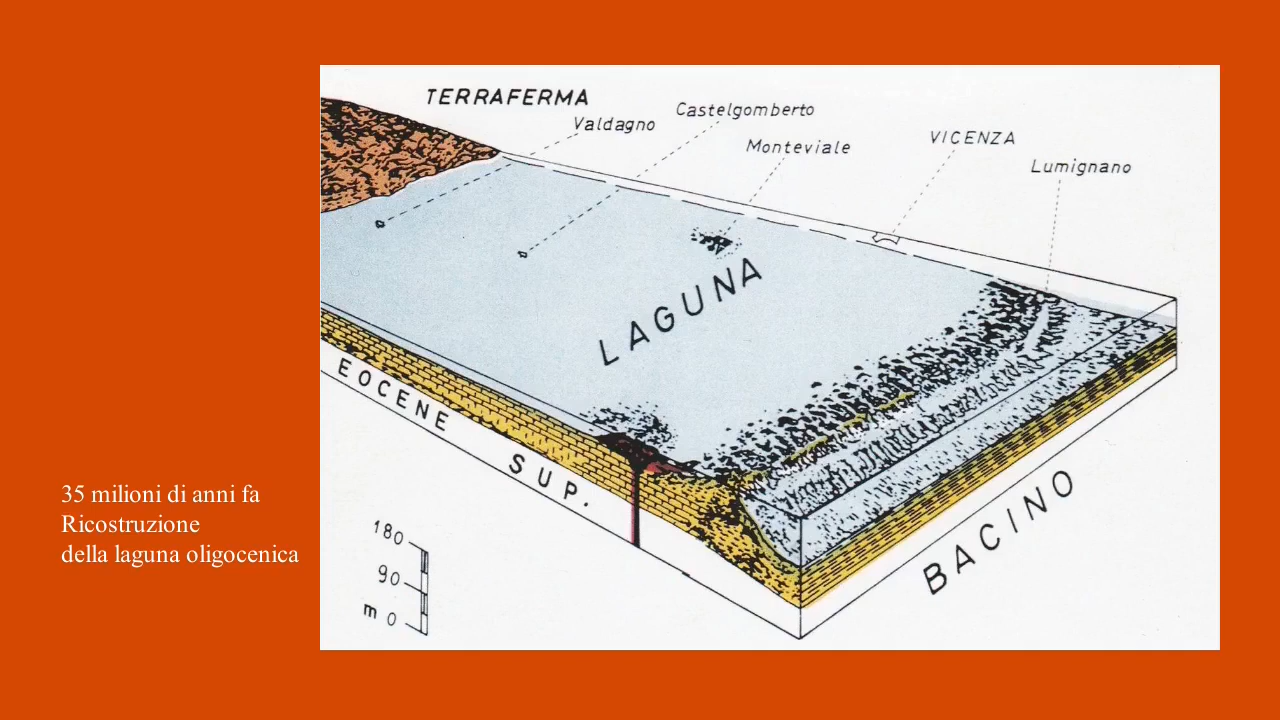 TERRAFERMA
Valdagno
Castelgomberto
Monteviale
VICENZA
Lumignano
LAGUNA
EOCENE SUP.
BACINO
180
90
m 0
35 milioni di anni fa
Ricostruzione
della laguna oligocenica